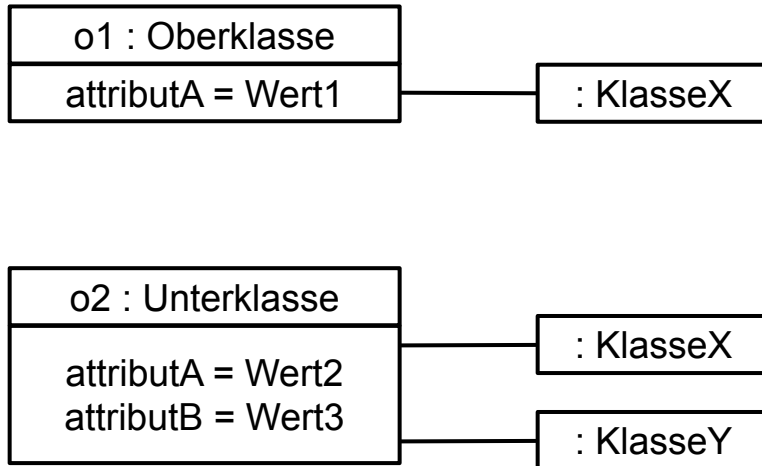 o1 : Oberklasse
attributA = Wert1
: KlasseX
o2 : Unterklasse
attributA = Wert2
attributB = Wert3
: KlasseX
: KlasseY